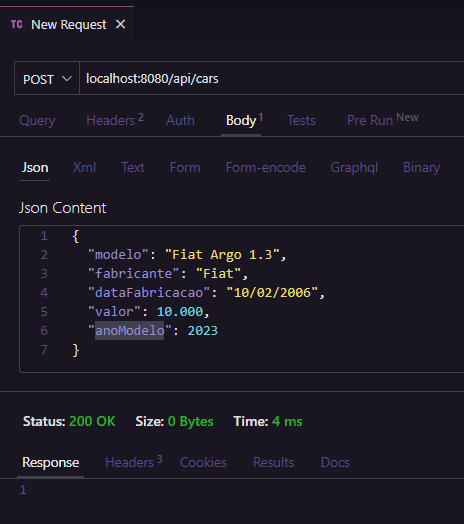 TC New Request ×
POST localhost:8080/api/cars
Query Headers 2 Auth Body 1 Tests Pre Run New
Json Xml Text Form Form-encode Graphql Binary
Json Content
1 {
2 "modelo": "Fiat Argo 1.3",
3 "fabricante": "Fiat",
4 "dataFabricacao": "10/02/2006",
5 "valor": 10.000,
6 "anoModelo": 2023
7 }
Status: 200 OK Size: 0 Bytes Time: 4 ms
Response Headers 3 Cookies Results Docs
1